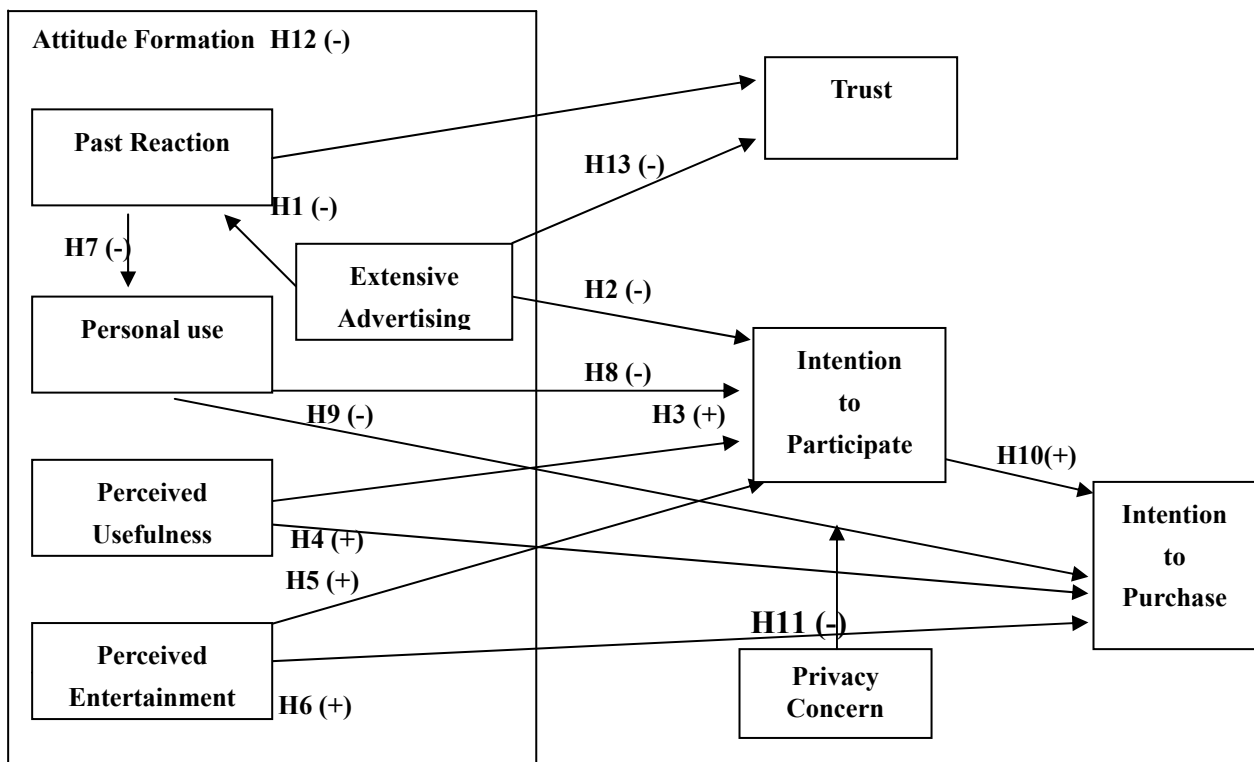 Attitude Formation H12 (-)
Trust
Past Reaction
H13 (-)
H1 (-)
H7 (-)
Extensive
Advertising
H2 (-)
Personal use
Intention
to
Participate
H8 (-)
H9 (-)
H3 (+)
H10(+)
Perceived
Usefulness
Intention
to
Purchase
H4 (+)
H5 (+)
H11 (-)
Perceived
Entertainment
H6 (+)
Privacy
Concern